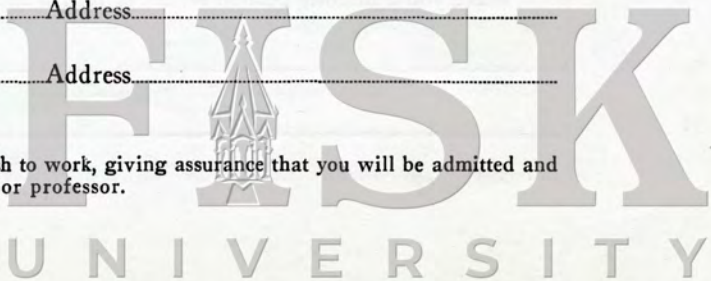 Address
Address
h to work, giving assurance that you will be admitted and
or professor.
FISK
UNIVERSITY